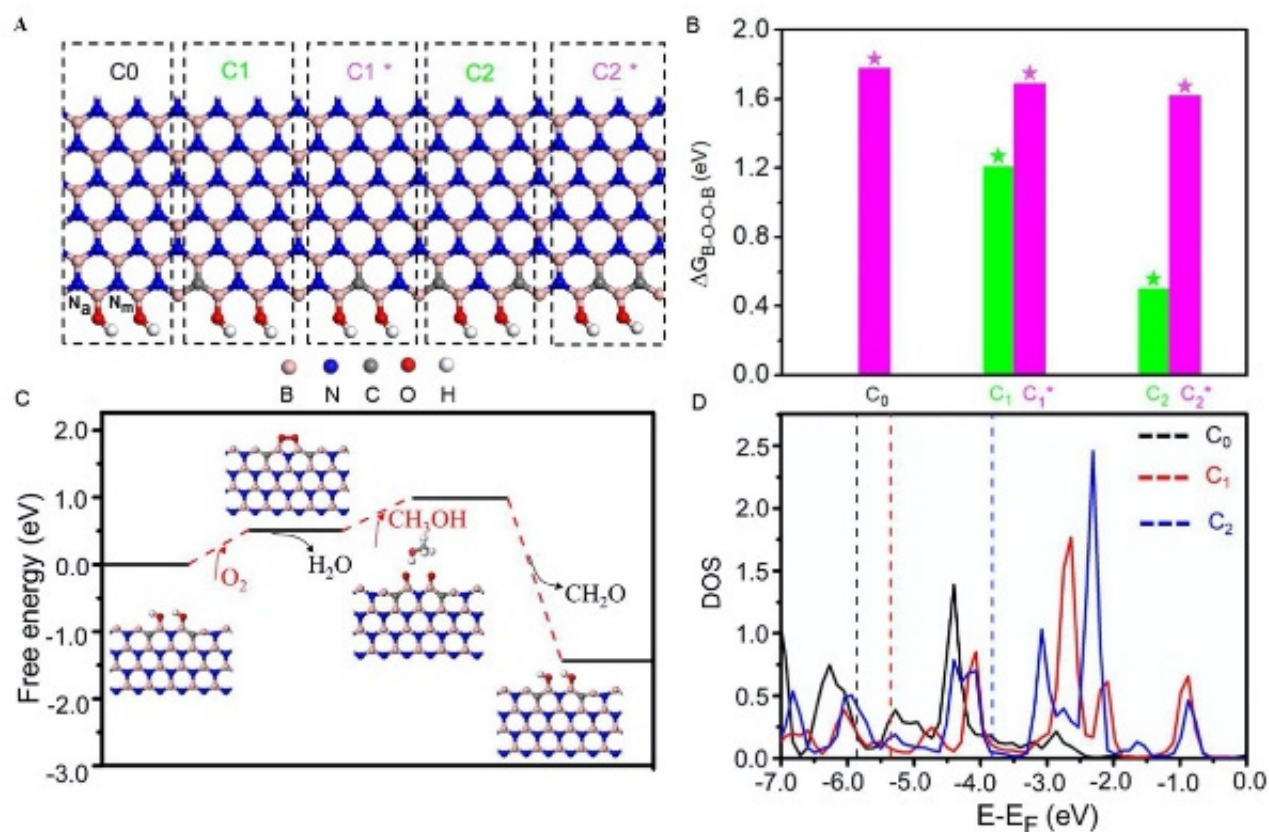 A
C0 C1 C1* C2 C2*
Na Nm
B N C O H
B
ΔG B-O-O-B (eV)
2.0
1.6
1.2
0.8
0.4
0.0
C0 C1 C1* C2 C2*
C
Free energy (eV)
2.0
1.0
0.0
-1.0
-2.0
-3.0
O2
H2O
CH3OH
CH2O
D
DOS
2.5
2.0
1.5
1.0
0.5
0.0
C0
C1
C2
-7.0 -6.0 -5.0 -4.0 -3.0 -2.0 -1.0 0.0
E-EF (eV)